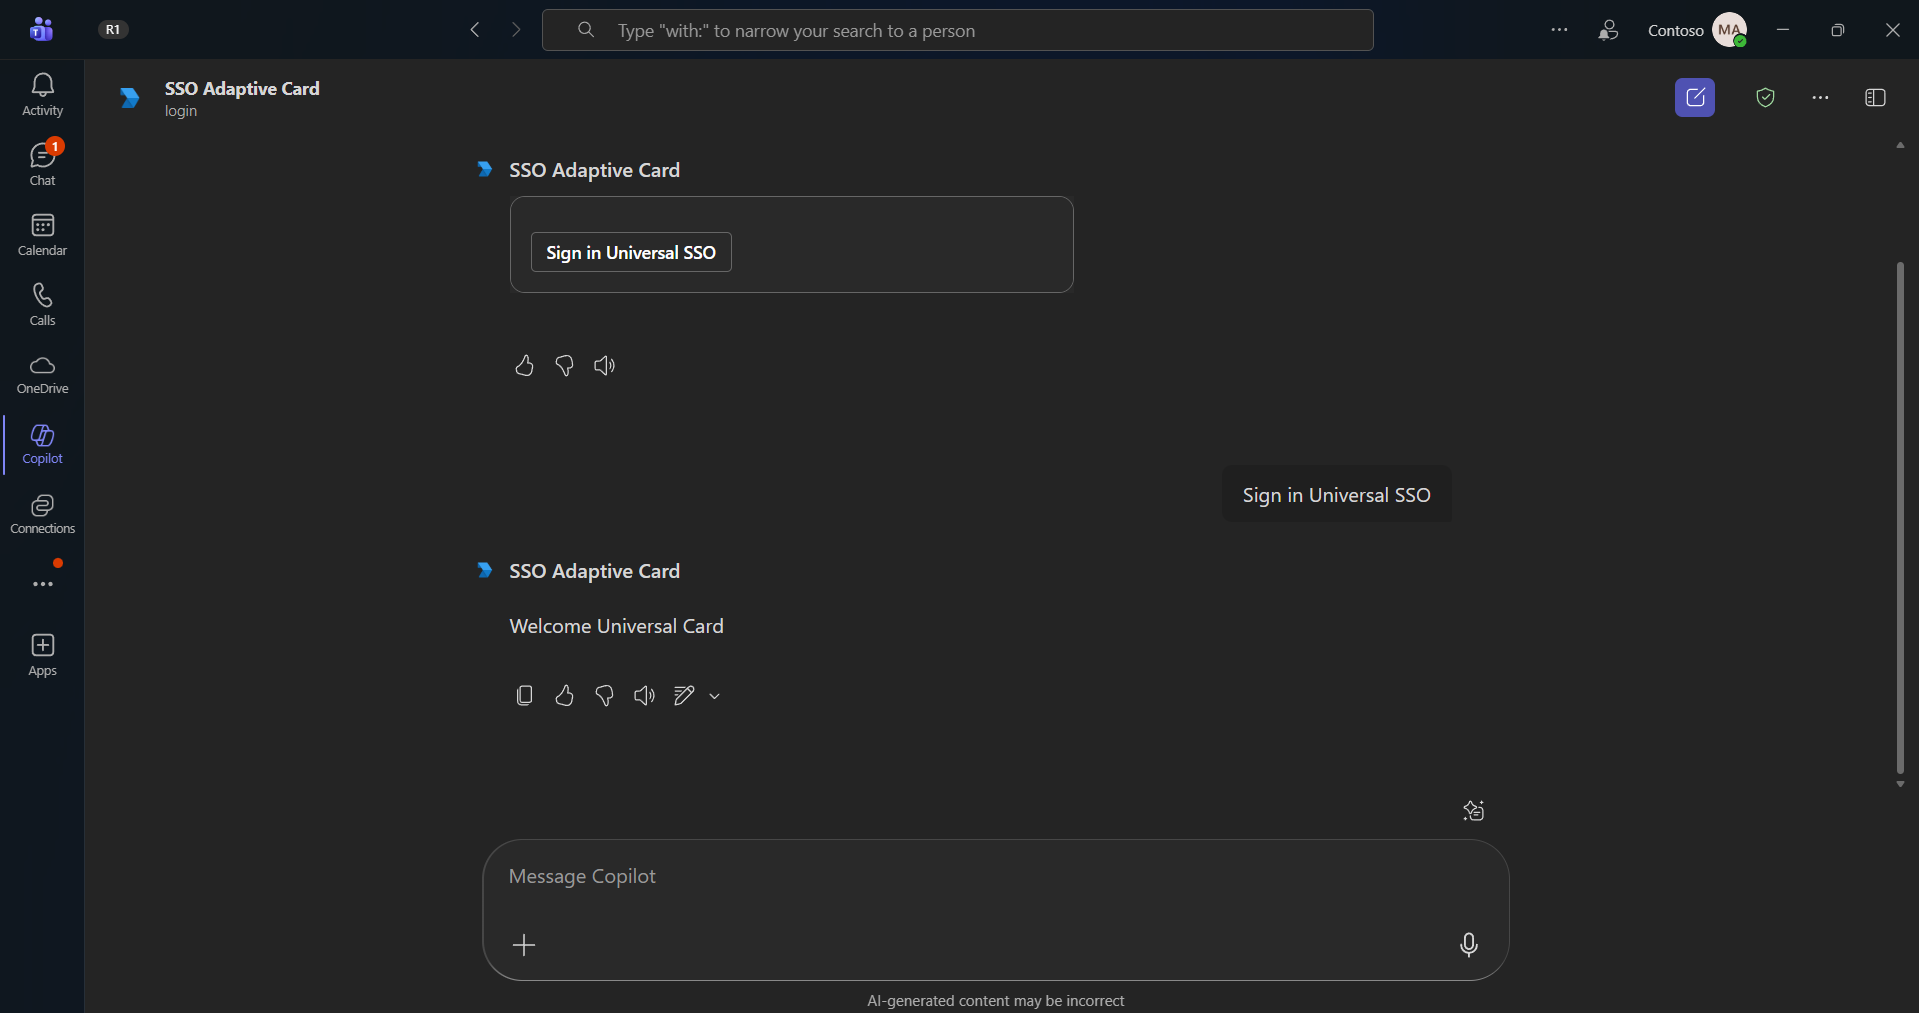 R1
Type "with:" to narrow your search to a person
Contoso
MA
Activity
1
Chat
Calendar
Calls
OneDrive
Copilot
Connections
Apps
SSO Adaptive Card
login
SSO Adaptive Card
Sign in Universal SSO
Sign in Universal SSO
SSO Adaptive Card
Welcome Universal Card
Message Copilot
AI-generated content may be incorrect